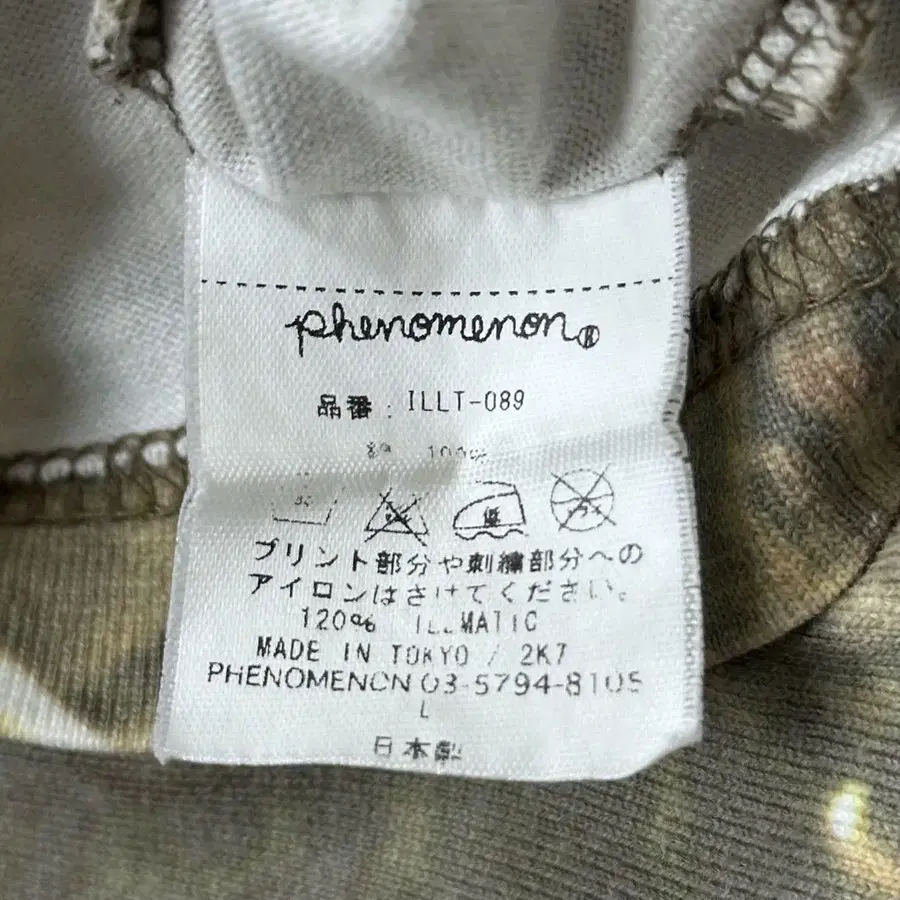 phenomenon®
品番: ILLT-089
綿 100%
プリント部分や刺繍部分への
アイロンはさけてください。
120% ILLMATIC
MADE IN TOKYO / 2K7
PHENOMENON 03-5794-8105
L
日本製